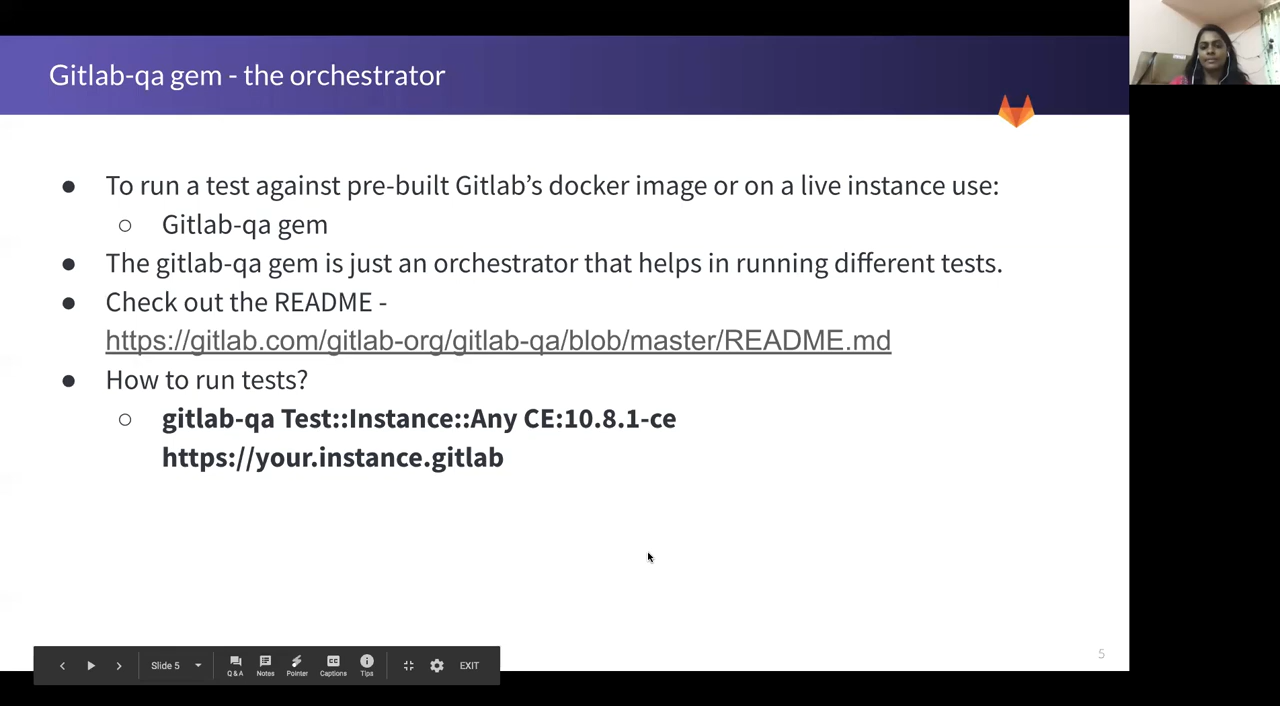 Gitlab-qa gem - the orchestrator
● To run a test against pre-built Gitlab’s docker image or on a live instance use:
○ Gitlab-qa gem
● The gitlab-qa gem is just an orchestrator that helps in running different tests.
● Check out the README -
https://gitlab.com/gitlab-org/gitlab-qa/blob/master/README.md
● How to run tests?
○ gitlab-qa Test::Instance::Any CE:10.8.1-ce
https://your.instance.gitlab
5
Slide 5
Q&A Notes Pointer Captions Tips
EXIT